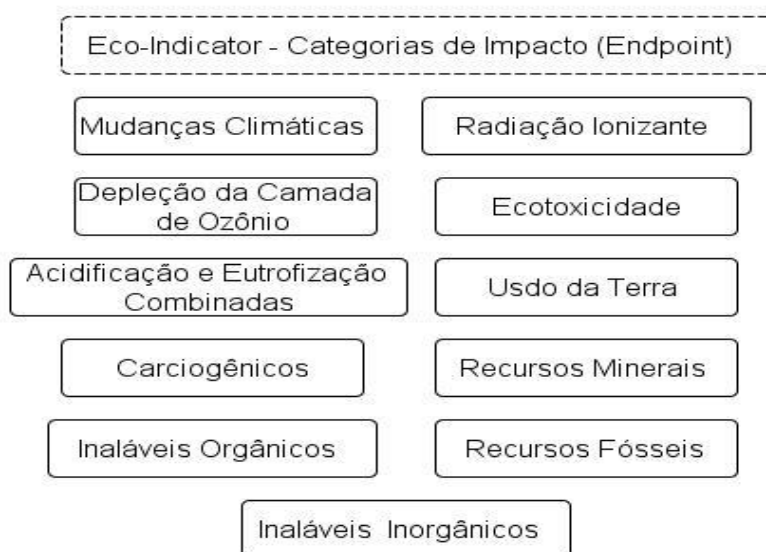 Eco-Indicator - Categorias de Impacto (Endpoint)
Mudanças Climáticas
Radiação Ionizante
Depleção da Camada
de Ozônio
Ecotoxicidade
Acidificação e Eutrofização
Combinadas
Usdo da Terra
Carciogênicos
Recursos Minerais
Inaláveis Orgânicos
Recursos Fósseis
Inaláveis Inorgânicos